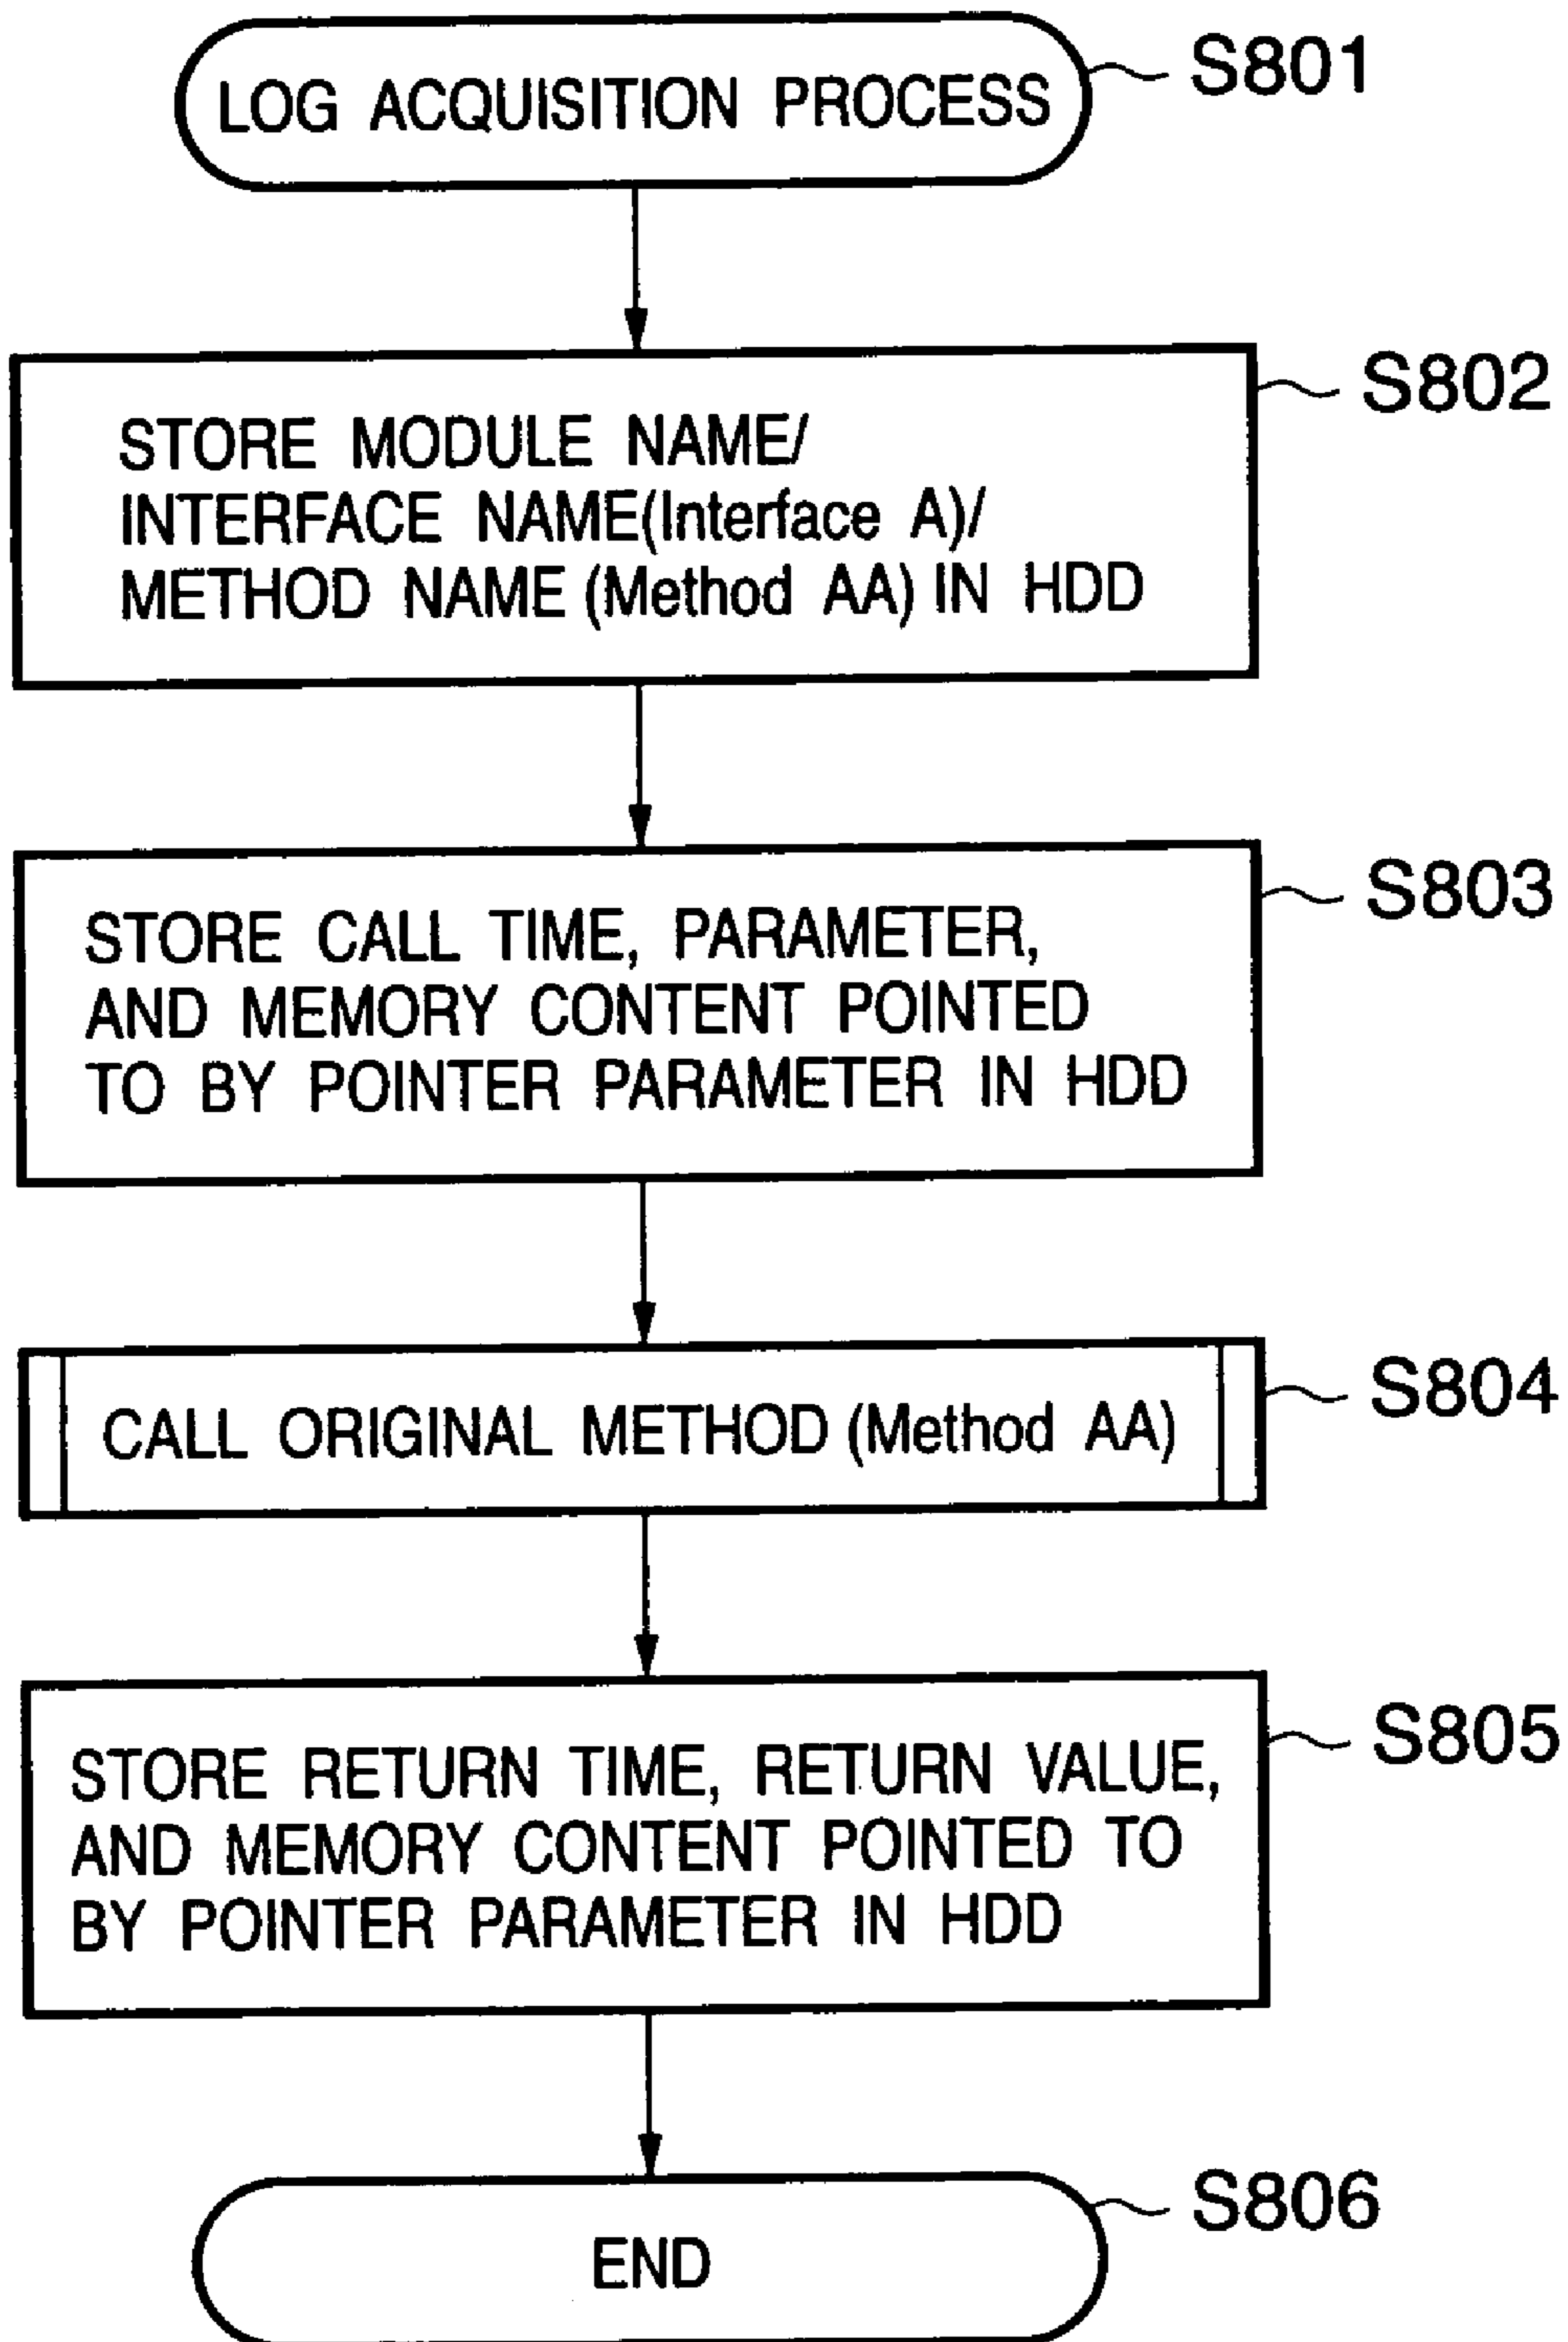 LOG ACQUISITION PROCESS
S801
STORE MODULE NAME/
INTERFACE NAME(Interface A)/
METHOD NAME (Method AA) IN HDD
S802
STORE CALL TIME, PARAMETER,
AND MEMORY CONTENT POINTED
TO BY POINTER PARAMETER IN HDD
S803
CALL ORIGINAL METHOD (Method AA)
S804
STORE RETURN TIME, RETURN VALUE,
AND MEMORY CONTENT POINTED TO
BY POINTER PARAMETER IN HDD
S805
END
S806